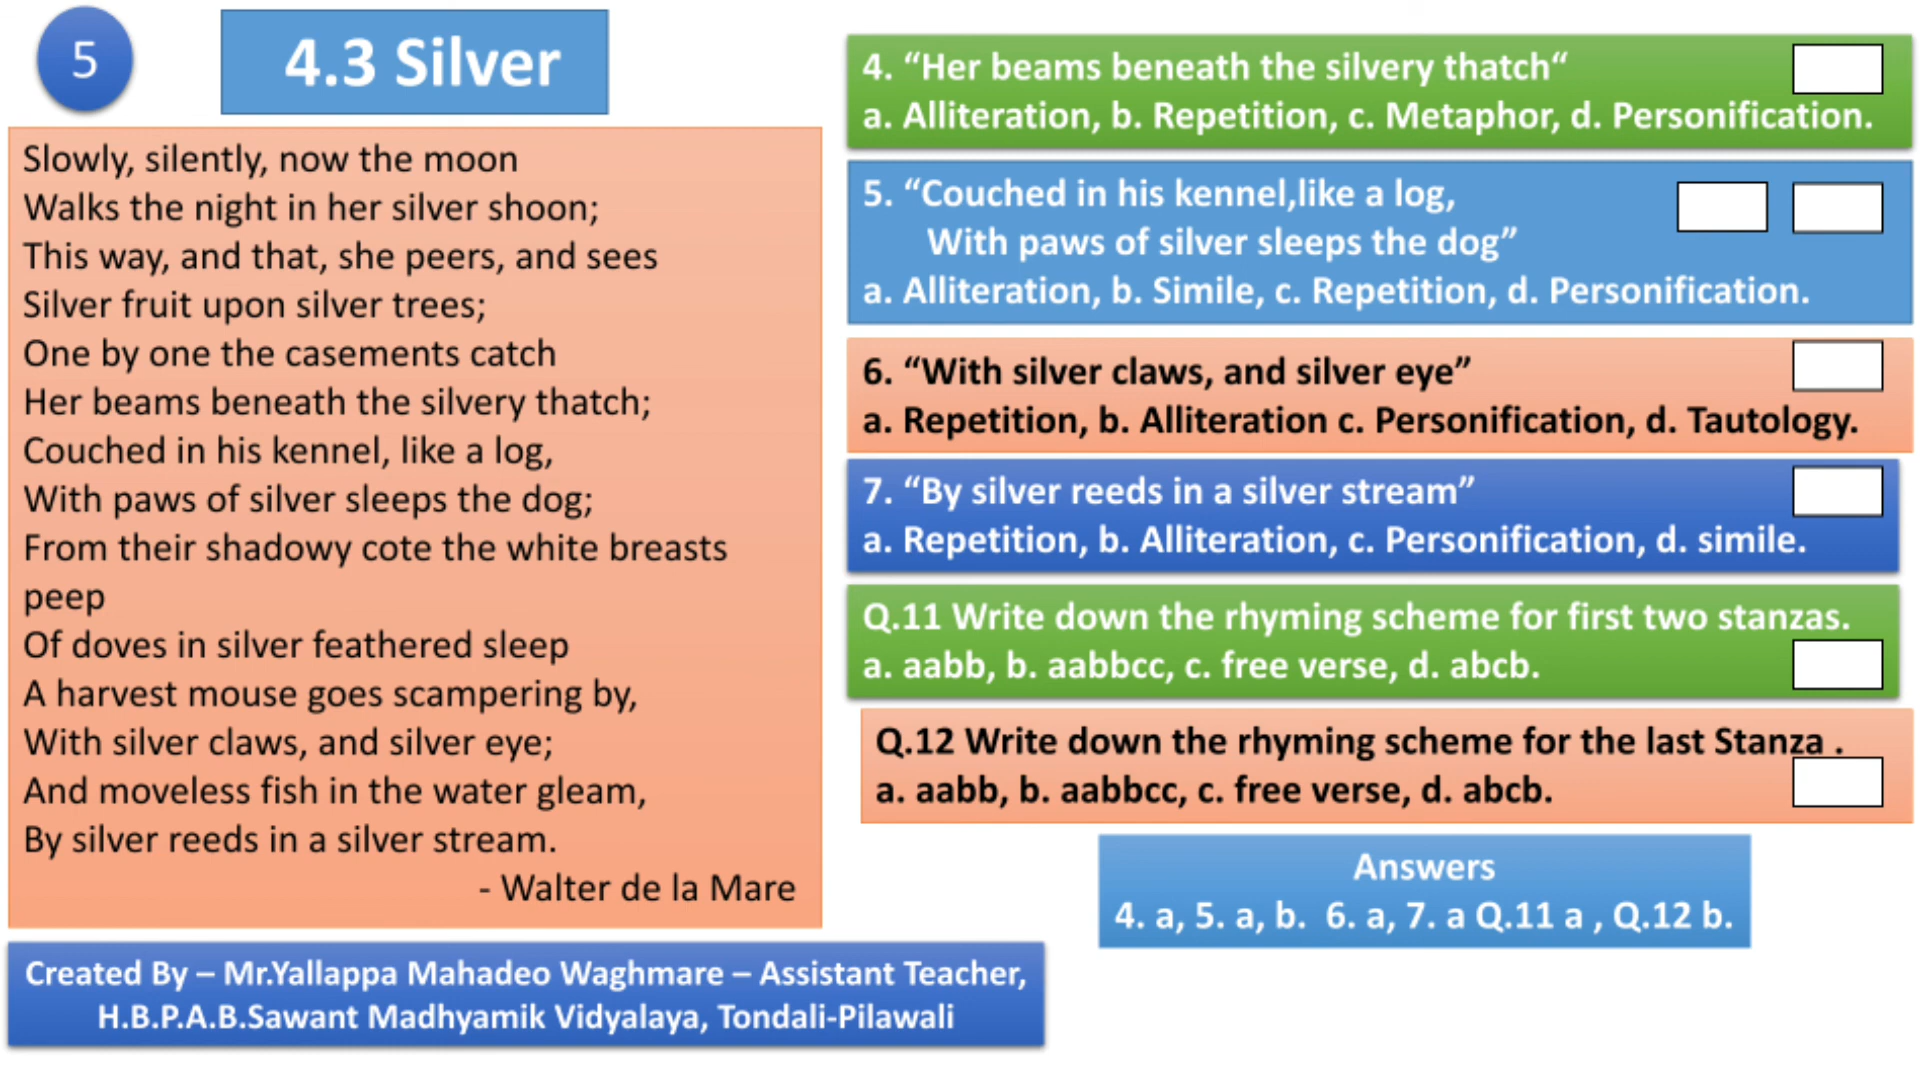 5
4.3 Silver
Slowly, silently, now the moon
Walks the night in her silver shoon;
This way, and that, she peers, and sees
Silver fruit upon silver trees;
One by one the casements catch
Her beams beneath the silvery thatch;
Couched in his kennel, like a log,
With paws of silver sleeps the dog;
From their shadowy cote the white breasts
peep
Of doves in silver feathered sleep
A harvest mouse goes scampering by,
With silver claws, and silver eye;
And moveless fish in the water gleam,
By silver reeds in a silver stream.
- Walter de la Mare
Created By – Mr.Yallappa Mahadeo Waghmare – Assistant Teacher,
H.B.P.A.B.Sawant Madhyamik Vidyalaya, Tondali-Pilawali
4. “Her beams beneath the silvery thatch“
a. Alliteration, b. Repetition, c. Metaphor, d. Personification.
5. “Couched in his kennel,like a log,
With paws of silver sleeps the dog”
a. Alliteration, b. Simile, c. Repetition, d. Personification.
6. “With silver claws, and silver eye”
a. Repetition, b. Alliteration c. Personification, d. Tautology.
7. “By silver reeds in a silver stream”
a. Repetition, b. Alliteration, c. Personification, d. simile.
Q.11 Write down the rhyming scheme for first two stanzas.
a. aabb, b. aabbcc, c. free verse, d. abcb.
Q.12 Write down the rhyming scheme for the last Stanza .
a. aabb, b. aabbcc, c. free verse, d. abcb.
Answers
4. a, 5. a, b.  6. a, 7. a Q.11 a , Q.12 b.